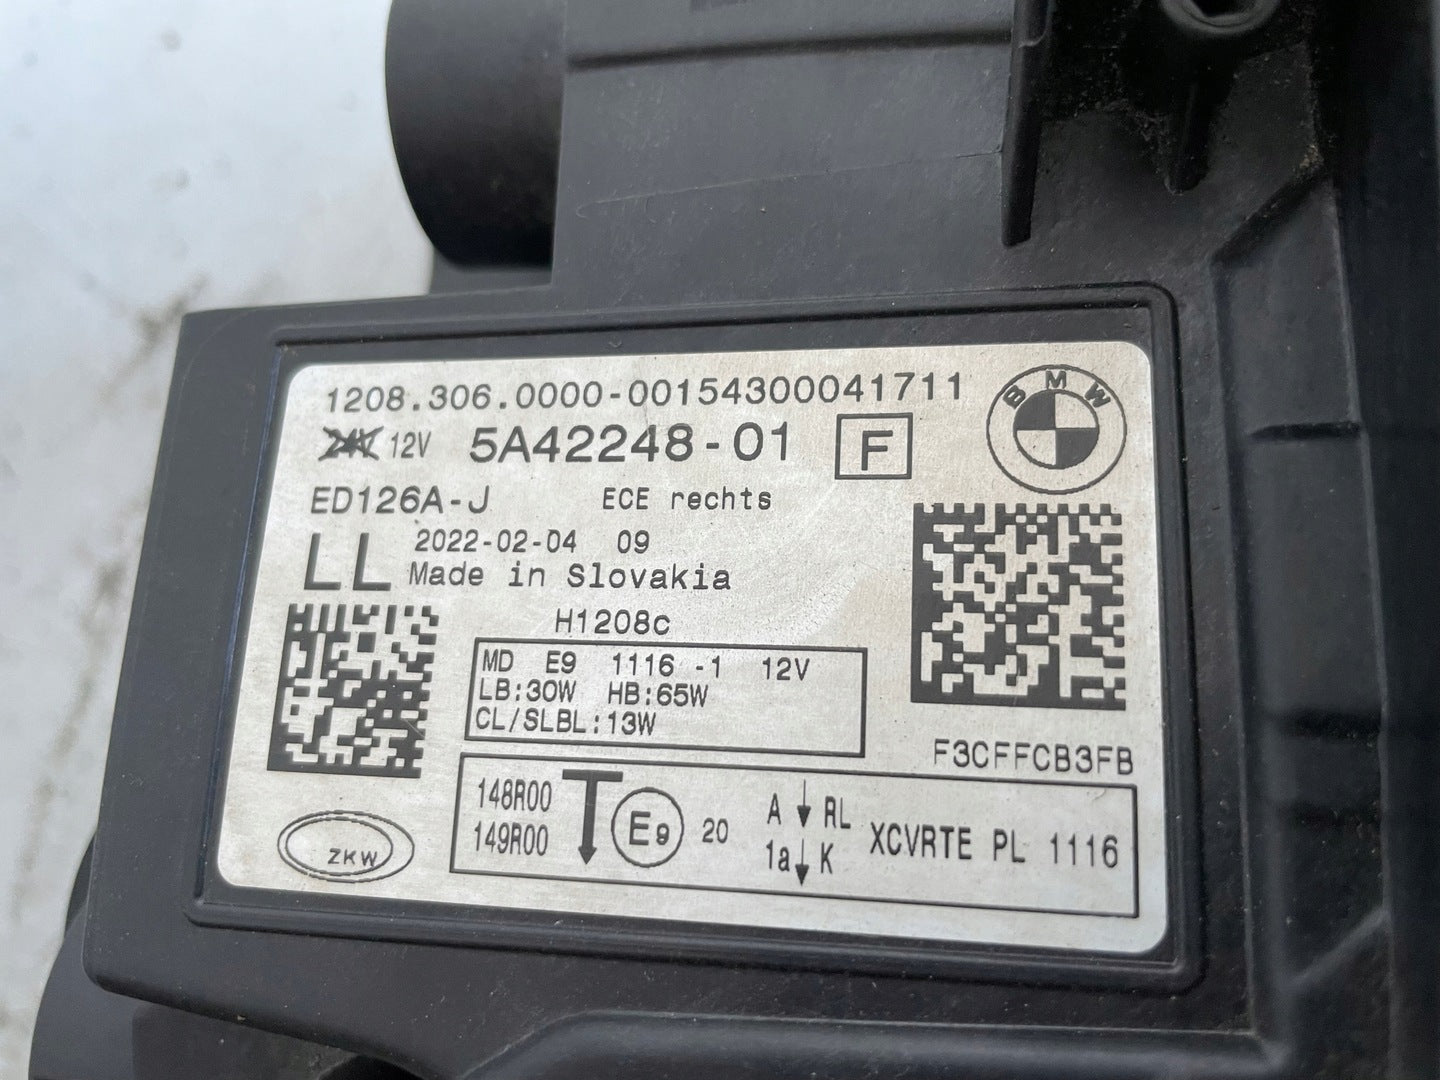 1208.306.0000-00154300041711
24V 12V 5A42248-01 F
BMW
ED126A-J ECE rechts
LL 2022-02-04 09
Made in Slovakia
H1208c
MD E9 1116 -1 12V
LB:30W HB:65W
CL/SLBL:13W
F3CFFCB3FB
148R00 T E9 20 A RL XCVRTE PL 1116
149R00 1a K
ZKW